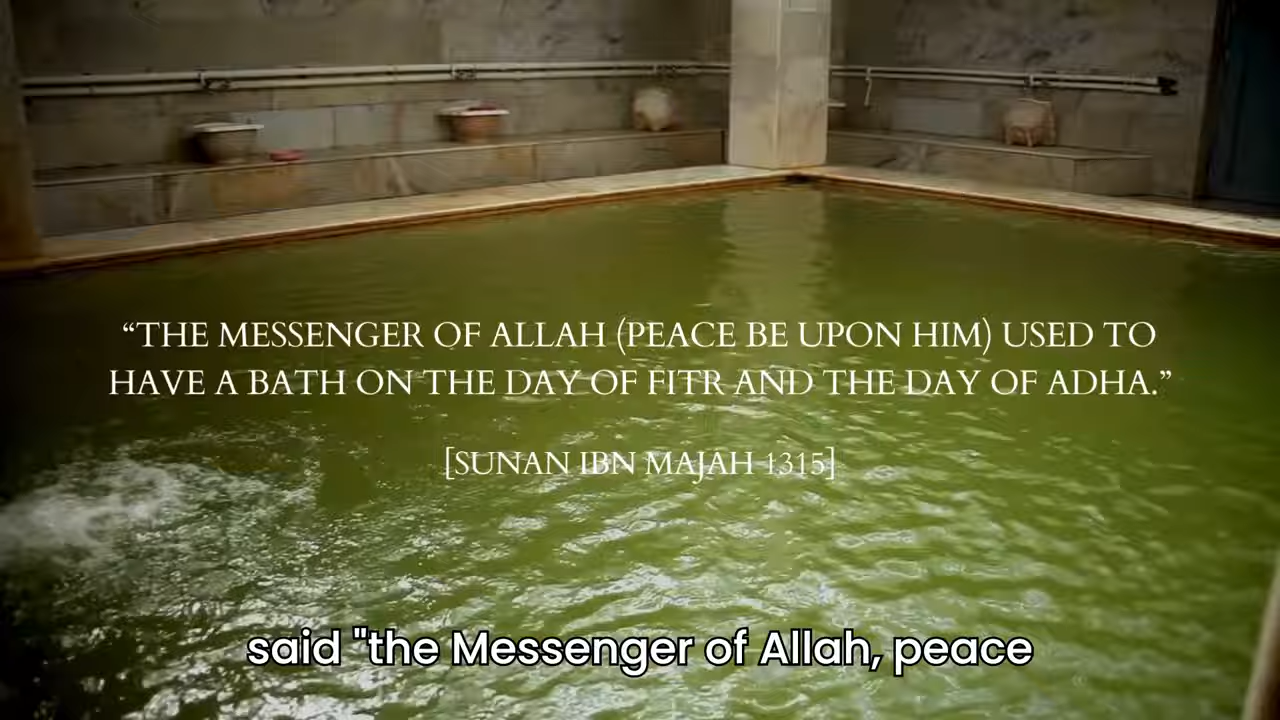 “THE MESSENGER OF ALLAH (PEACE BE UPON HIM) USED TO
HAVE A BATH ON THE DAY OF FITR AND THE DAY OF ADHA.”
[SUNAN IBN MAJAH 1315]
said "the Messenger of Allah, peace